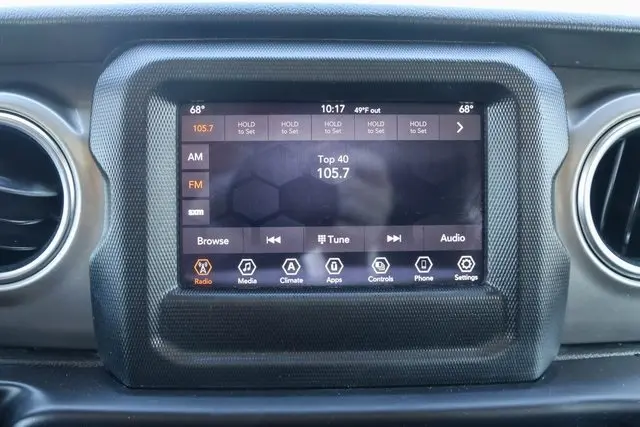 68° 10:17 49°F out 68°
105.7 HOLD to Set HOLD to Set HOLD to Set HOLD to Set HOLD to Set
AM
Top 40
105.7
FM
sxm
Browse Tune Audio
Radio Media Climate Apps Controls Phone Settings